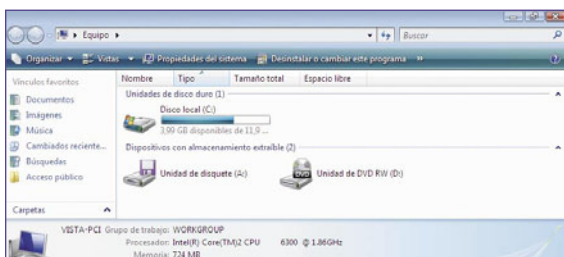 Equipo
Buscar
Organizar Vistas Propiedades del sistema Desinstalar o cambiar este programa »
Vínculos favoritos
Documentos
Imágenes
Música
Cambiados reciente...
Búsquedas
Acceso público
Carpetas
Nombre Tipo Tamaño total Espacio libre
Unidades de disco duro (1)
Disco local (C:)
3,99 GB disponibles de 11,9 ...
Dispositivos con almacenamiento extraíble (2)
Unidad de disquete (A:) Unidad de DVD RW (D:)
VISTA-PC Grupo de trabajo: WORKGROUP
Procesador: Intel(R) Core(TM)2 CPU 6300 @ 1.86GHz
Memoria: 724 MB